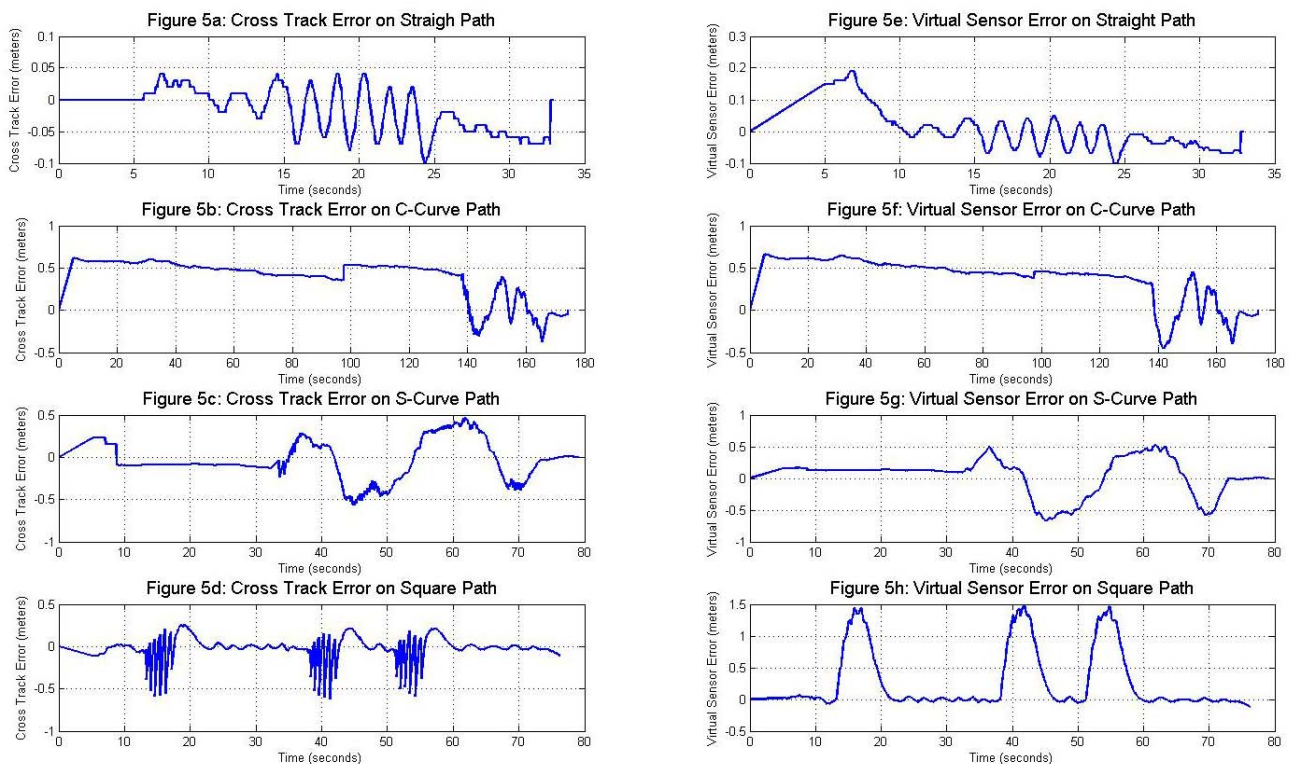 Figure 5a: Cross Track Error on Straigh Path
Cross Track Error (meters)
0.1
0.05
0
-0.05
-0.1
0 5 10 15 20 25 30 35
Time (seconds)
Figure 5e: Virtual Sensor Error on Straight Path
Virtual Sensor Error (meters)
0.3
0.2
0.1
0
-0.1
0 5 10 15 20 25 30 35
Time (seconds)
Figure 5b: Cross Track Error on C-Curve Path
Cross Track Error (meters)
1
0.5
0
-0.5
0 20 40 60 80 100 120 140 160 180
Time (seconds)
Figure 5f: Virtual Sensor Error on C-Curve Path
Virtual Sensor Error (meters)
1
0.5
0
-0.5
0 20 40 60 80 100 120 140 160 180
Time (seconds)
Figure 5c: Cross Track Error on S-Curve Path
Cross Track Error (meters)
0.5
0
-0.5
-1
0 10 20 30 40 50 60 70 80
Time (seconds)
Figure 5g: Virtual Sensor Error on S-Curve Path
Virtual Sensor Error (meters)
1
0.5
0
-0.5
-1
0 10 20 30 40 50 60 70 80
Time (seconds)
Figure 5d: Cross Track Error on Square Path
Cross Track Error (meters)
0.5
0
-0.5
-1
0 10 20 30 40 50 60 70 80
Time (seconds)
Figure 5h: Virtual Sensor Error on Square Path
Virtual Sensor Error (meters)
1.5
1
0.5
0
-0.5
0 10 20 30 40 50 60 70 80
Time (seconds)